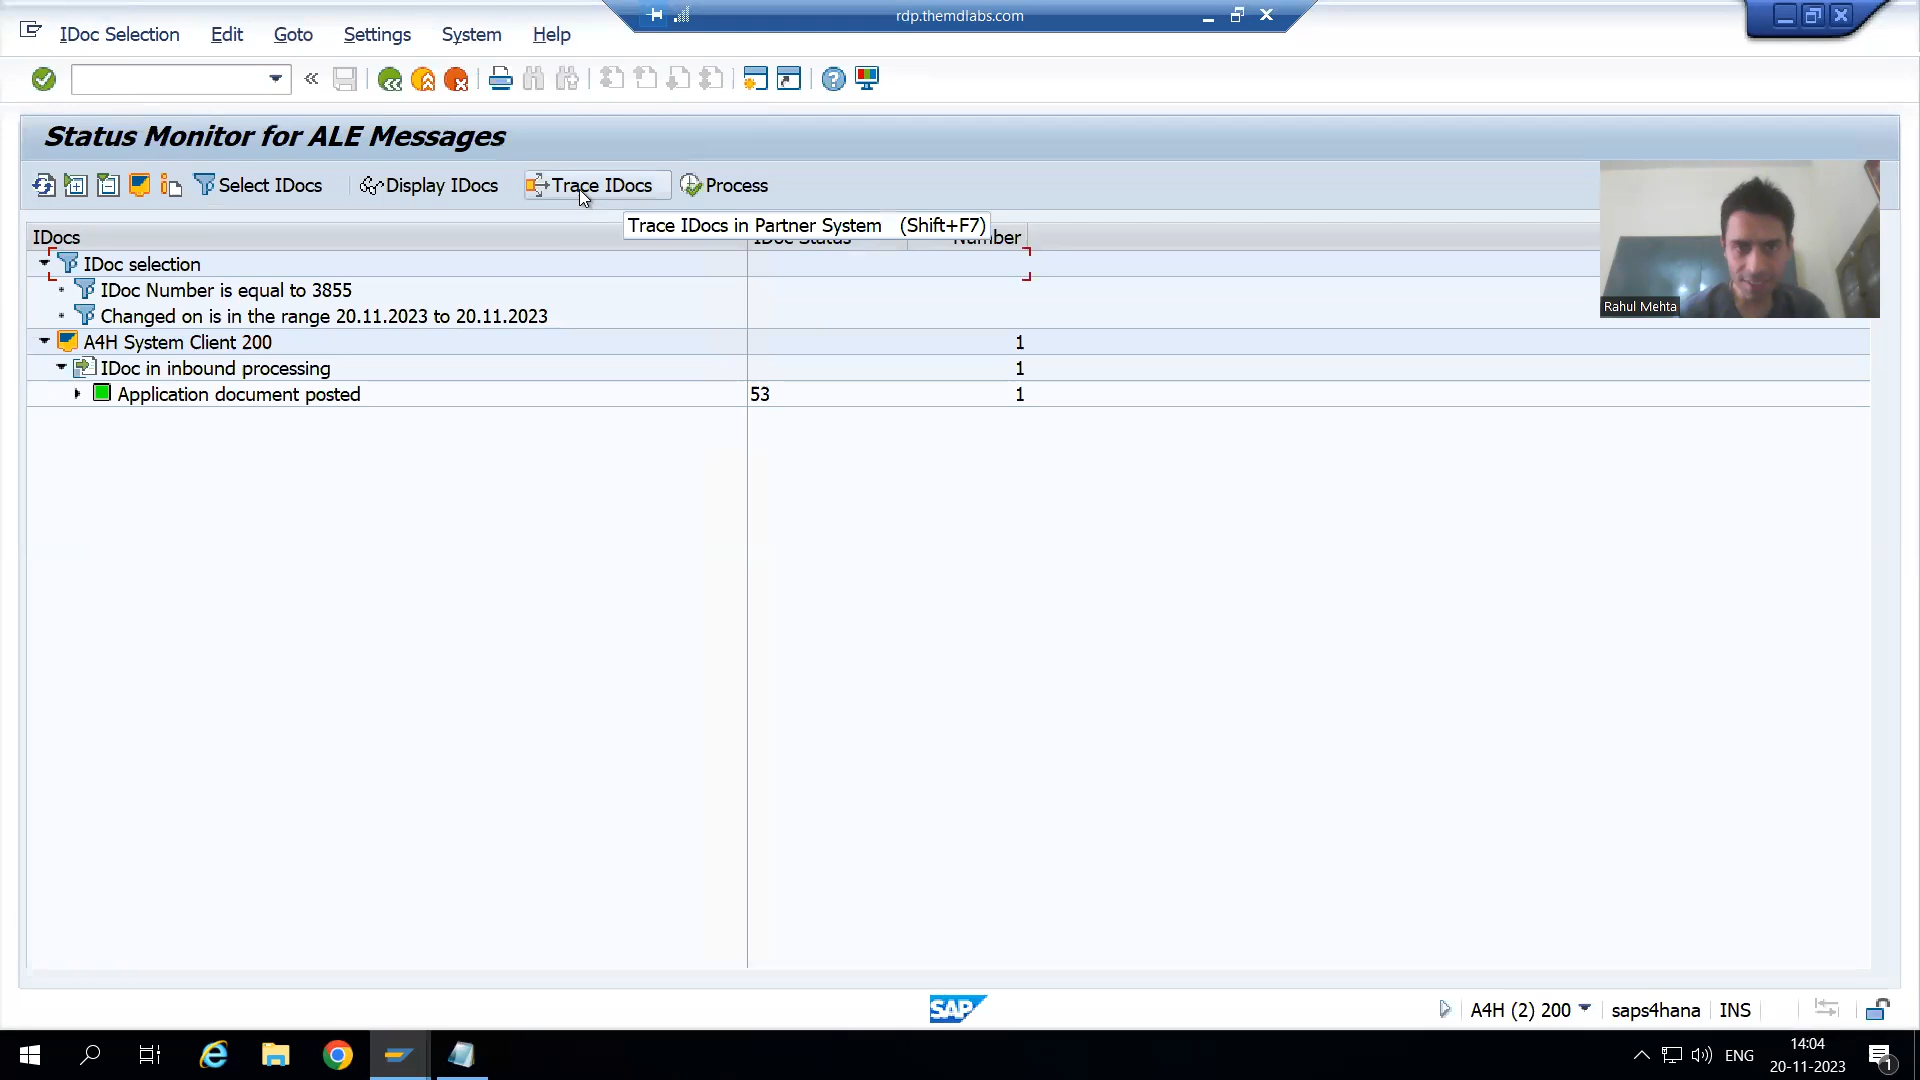 rdp.themdlabs.com
IDoc Selection Edit Goto Settings System Help
Status Monitor for ALE Messages
Select IDocs Display IDocs Trace IDocs Process
Trace IDocs in Partner System (Shift+F7)
IDocs IDoc Status Number
IDoc selection
IDoc Number is equal to 3855
Changed on is in the range 20.11.2023 to 20.11.2023
A4H System Client 200 1
IDoc in inbound processing 1
Application document posted 53 1
Rahul Mehta
SAP
A4H (2) 200 saps4hana INS
ENG
14:04
20-11-2023
1